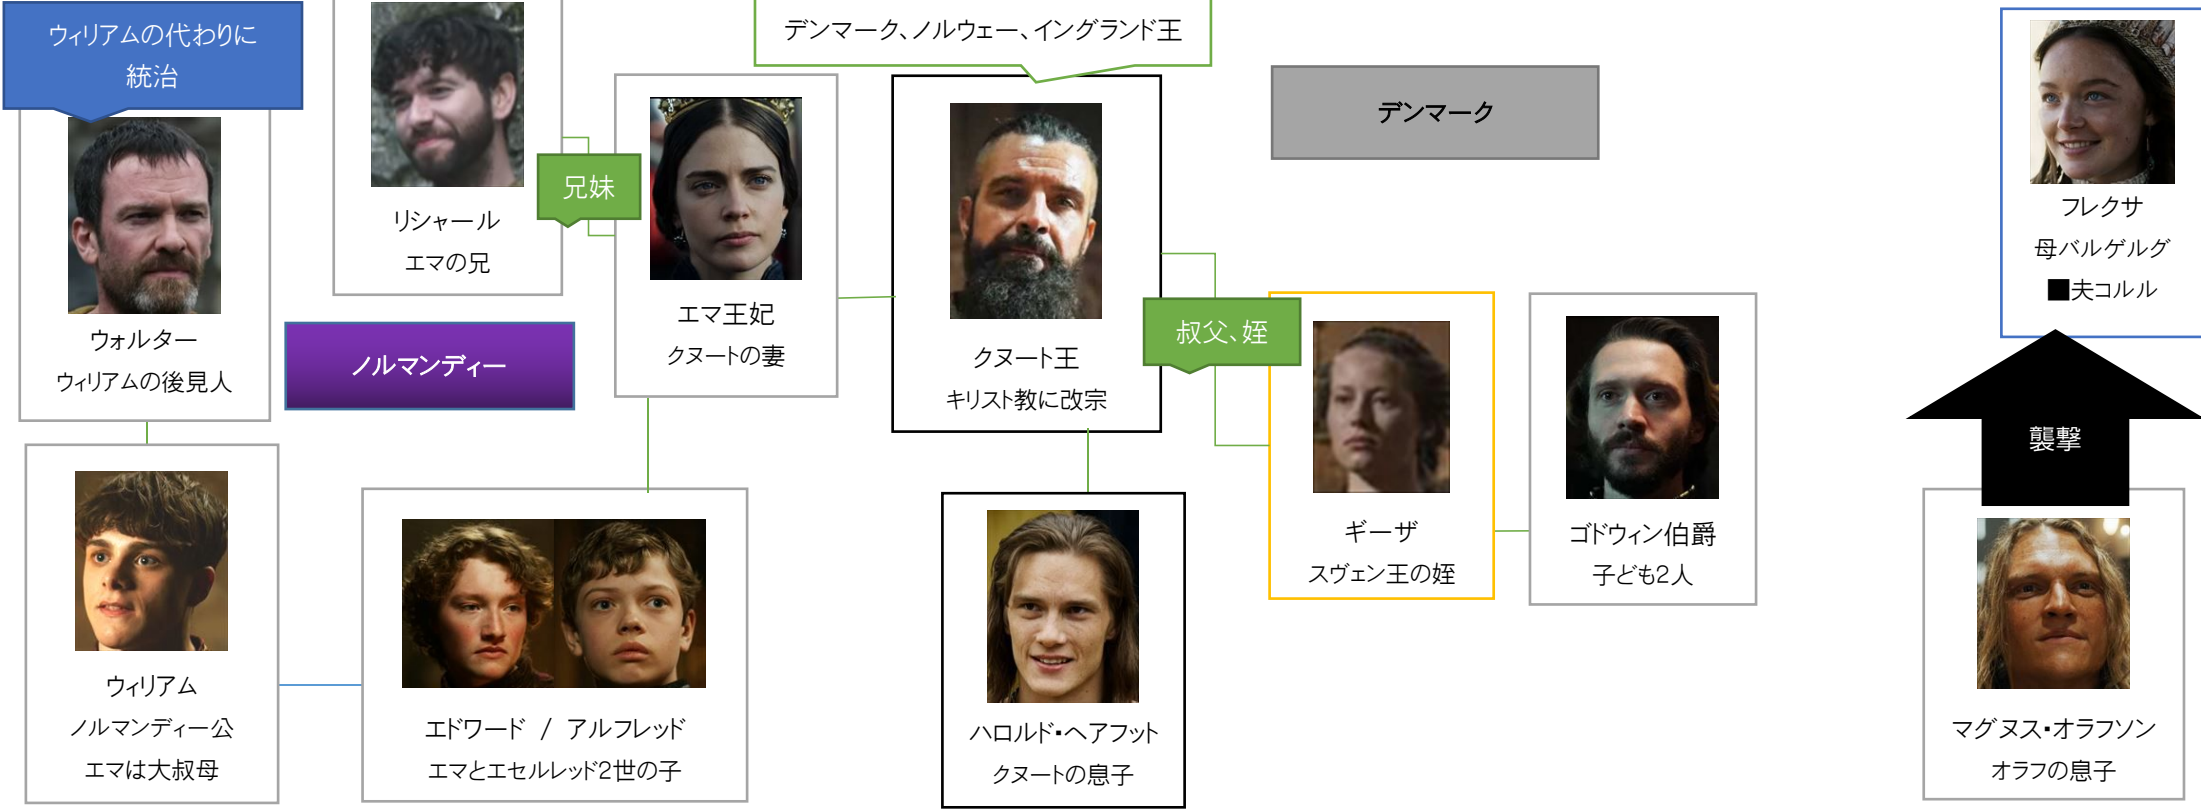 ウィリアムの代わりに
統治
ウォルター
ウィリアムの後見人
リシャール
エマの兄
兄妹
ノルマンディー
エマ王妃
クヌートの妻
デンマーク、ノルウェー、イングランド王
クヌート王
キリスト教に改宗
叔父、姪
デンマーク
ギーザ
スヴェン王の姪
ゴドウィン伯爵
子ども2人
フレクサ
母バルゲルグ
■夫コルル
襲撃
ウィリアム
ノルマンディー公
エマは大叔母
エドワード / アルフレッド
エマとエセルレッド2世の子
ハロルド・ヘアフット
クヌートの息子
マグヌス・オラフソン
オラフの息子